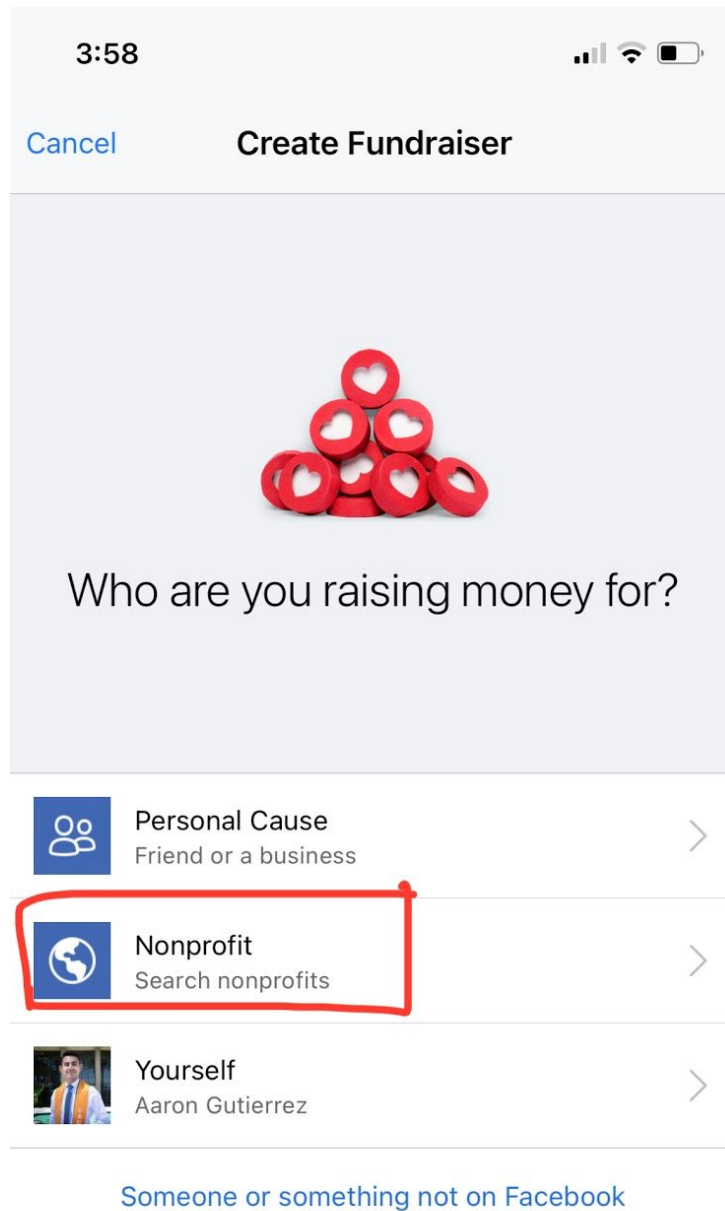 3:58
Cancel
Create Fundraiser
Who are you raising money for?
Personal Cause
Friend or a business
Nonprofit
Search nonprofits
Yourself
Aaron Gutierrez
Someone or something not on Facebook